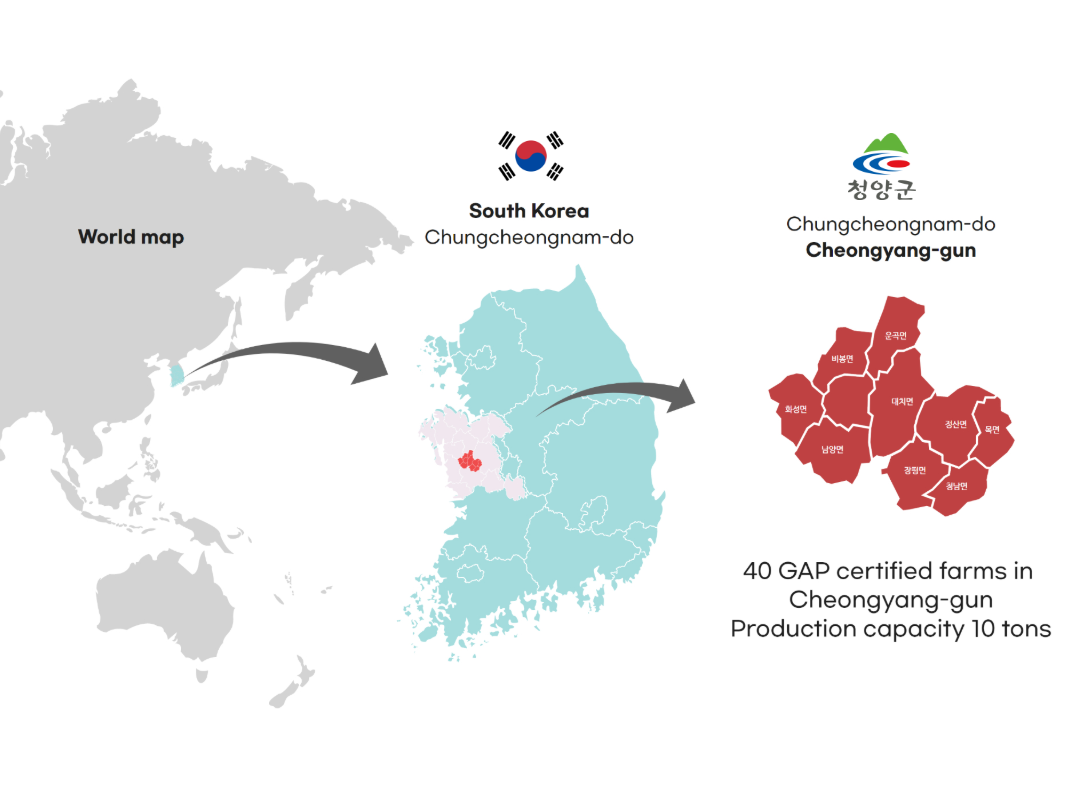 World map
South Korea
Chungcheongnam-do
청양군
Chungcheongnam-do
Cheongyang-gun
운곡면
비봉면
대치면
화성면
정산면
목면
남양면
장평면
청남면
40 GAP certified farms in
Cheongyang-gun
Production capacity 10 tons